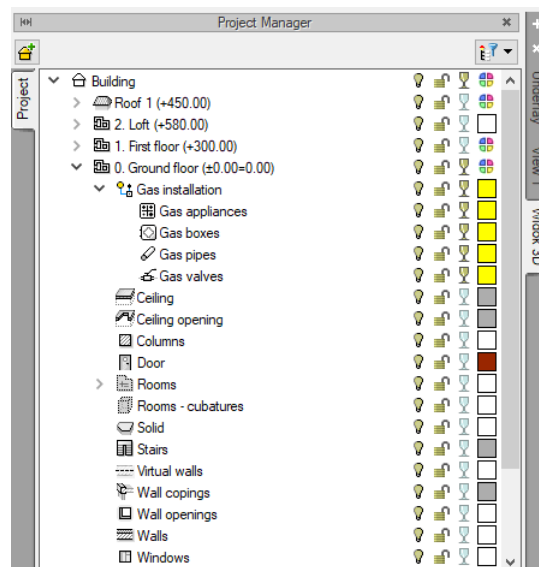 Project Manager
Project
Building
Roof 1 (+450.00)
2. Loft (+580.00)
1. First floor (+300.00)
0. Ground floor (±0.00=0.00)
Gas installation
Gas appliances
Gas boxes
Gas pipes
Gas valves
Ceiling
Ceiling opening
Columns
Door
Rooms
Rooms - cubatures
Solid
Stairs
Virtual walls
Wall copings
Wall openings
Walls
Windows
Underlay
View 1
Widok 3D